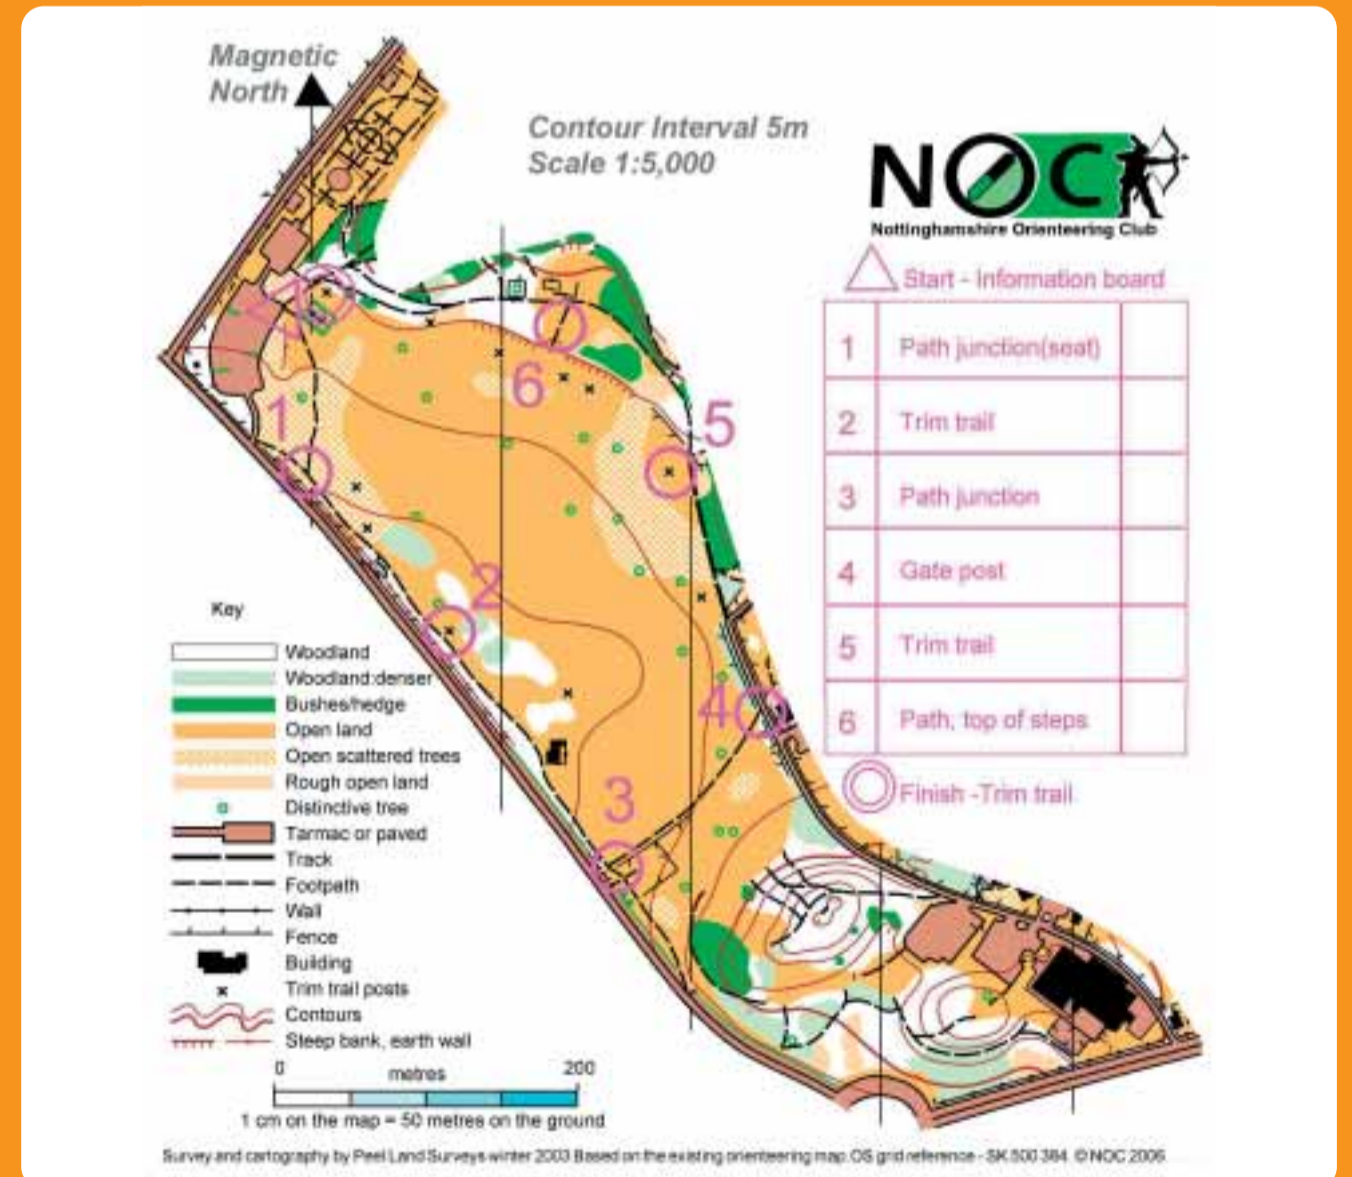 Magnetic
North
Contour Interval 5m
Scale 1:5,000
NOC
Nottinghamshire Orienteering Club
Start - Information board
1 Path junction(seat)
2 Trim trail
3 Path junction
4 Gate post
5 Trim trail
6 Path, top of steps
Finish -Trim trail
1
2
3
4
5
6
Key
Woodland
Woodland:denser
Bushes/hedge
Open land
Open scattered trees
Rough open land
Distinctive tree
Tarmac or paved
Track
Footpath
Wall
Fence
Building
Trim trail posts
Contours
Steep bank, earth wall
0 metres 200
1 cm on the map = 50 metres on the ground
Survey and cartography by Peel Land Surveys winter 2003 Based on the existing orienteering map. OS grid reference - SK 500 384 © NOC 2006